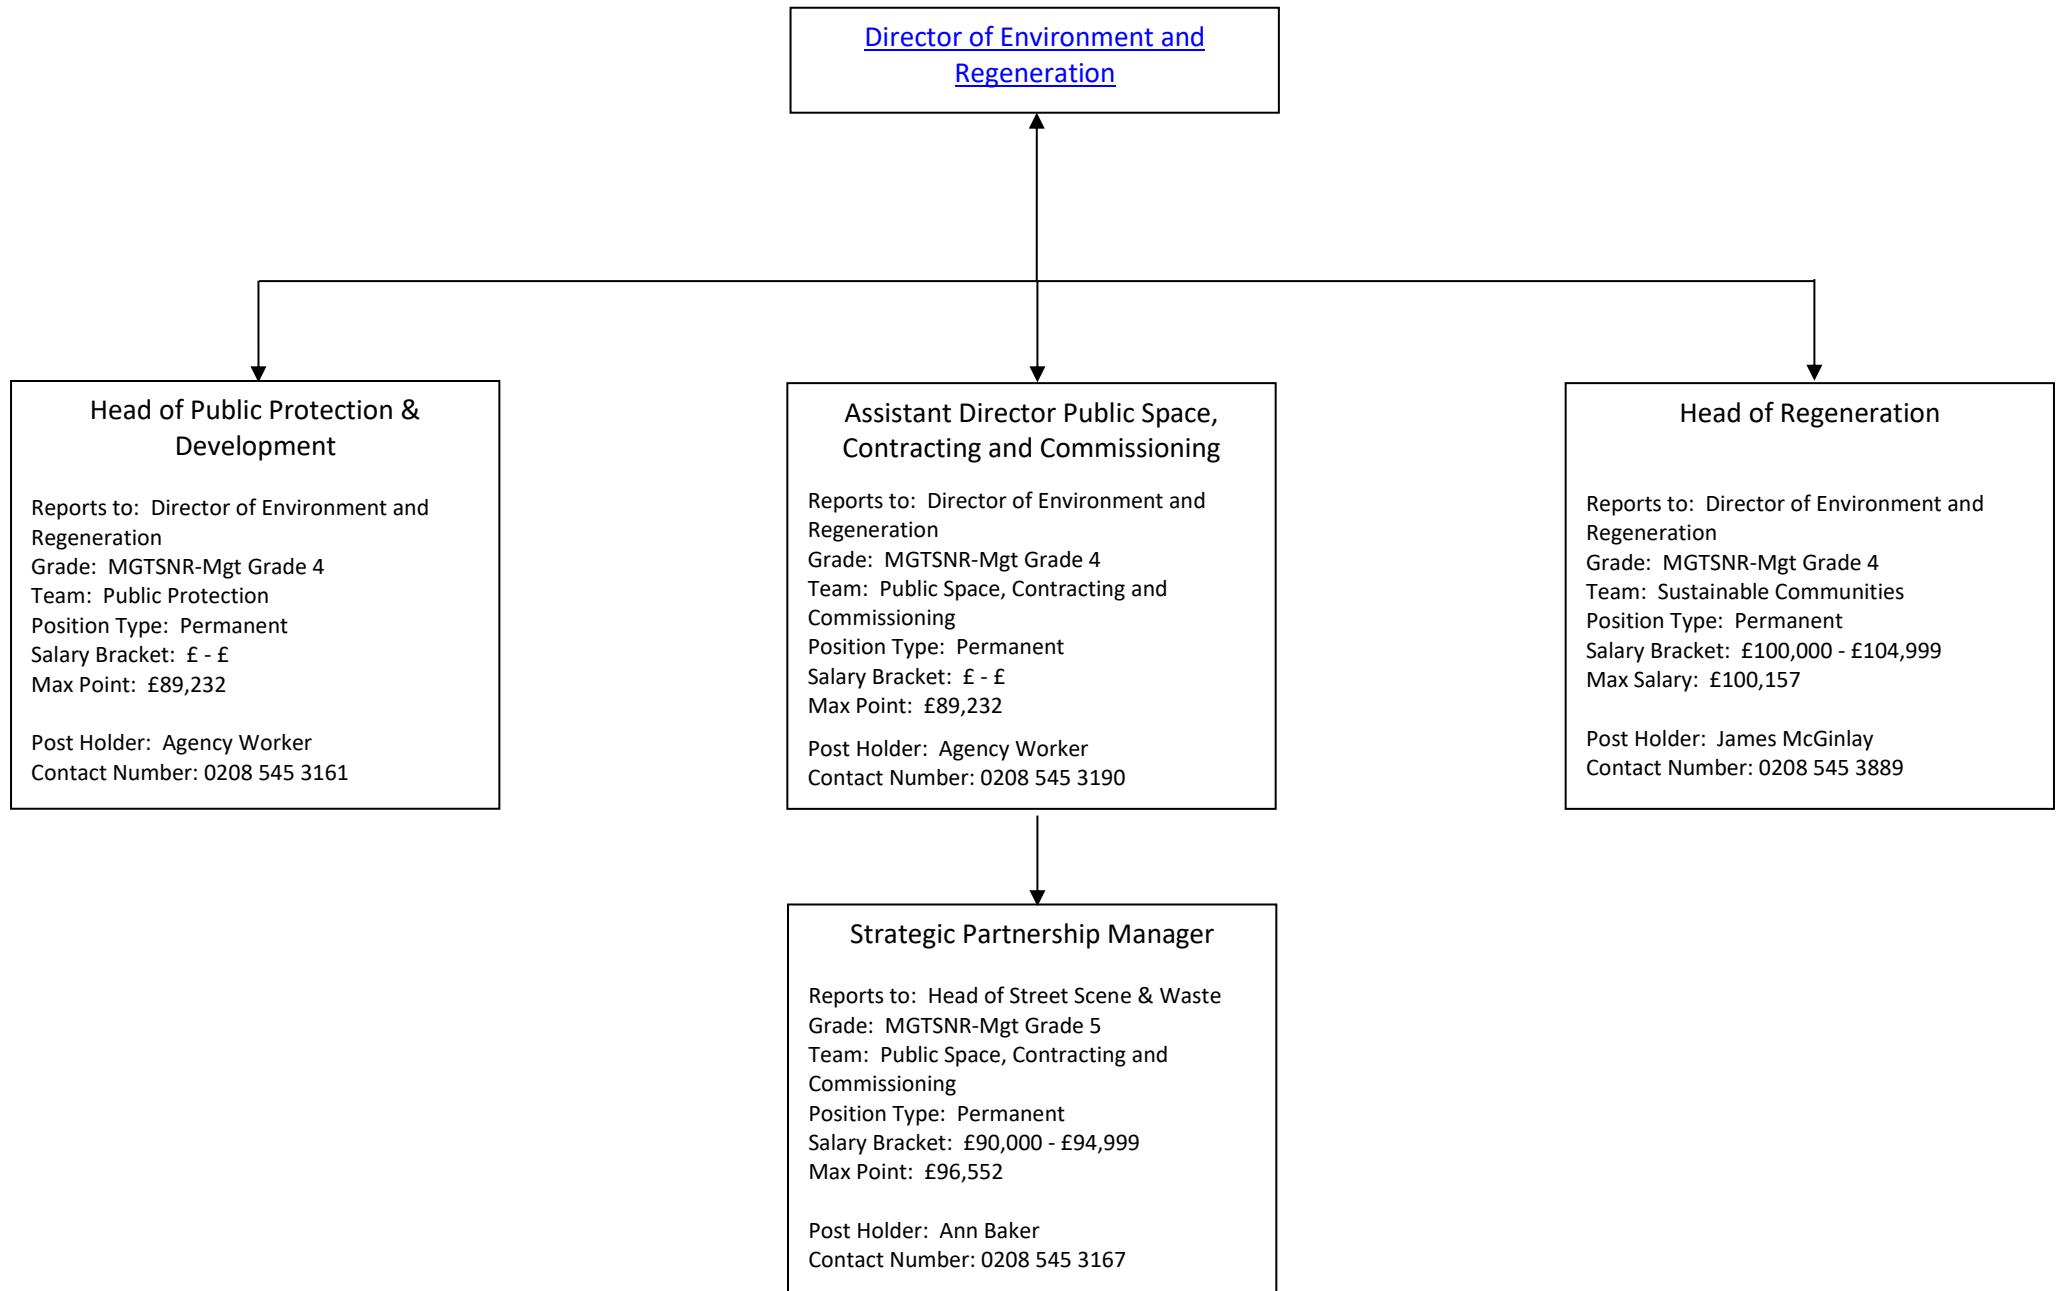 Director of Environment and
Regeneration
Head of Public Protection &
Development
Reports to:  Director of Environment and
Regeneration
Grade:  MGTSNR-Mgt Grade 4
Team:  Public Protection
Position Type:  Permanent
Salary Bracket:  £ - £
Max Point:  £89,232
Post Holder:  Agency Worker
Contact Number: 0208 545 3161
Assistant Director Public Space,
Contracting and Commissioning
Reports to:  Director of Environment and
Regeneration
Grade:  MGTSNR-Mgt Grade 4
Team:  Public Space, Contracting and
Commissioning
Position Type:  Permanent
Salary Bracket:  £ - £
Max Point:  £89,232
Post Holder:  Agency Worker
Contact Number: 0208 545 3190
Head of Regeneration
Reports to:  Director of Environment and
Regeneration
Grade:  MGTSNR-Mgt Grade 4
Team:  Sustainable Communities
Position Type:  Permanent
Salary Bracket:  £100,000 - £104,999
Max Salary:  £100,157
Post Holder:  James McGinlay
Contact Number: 0208 545 3889
Strategic Partnership Manager
Reports to:  Head of Street Scene & Waste
Grade:  MGTSNR-Mgt Grade 5
Team:  Public Space, Contracting and
Commissioning
Position Type:  Permanent
Salary Bracket:  £90,000 - £94,999
Max Point:  £96,552
Post Holder:  Ann Baker
Contact Number: 0208 545 3167